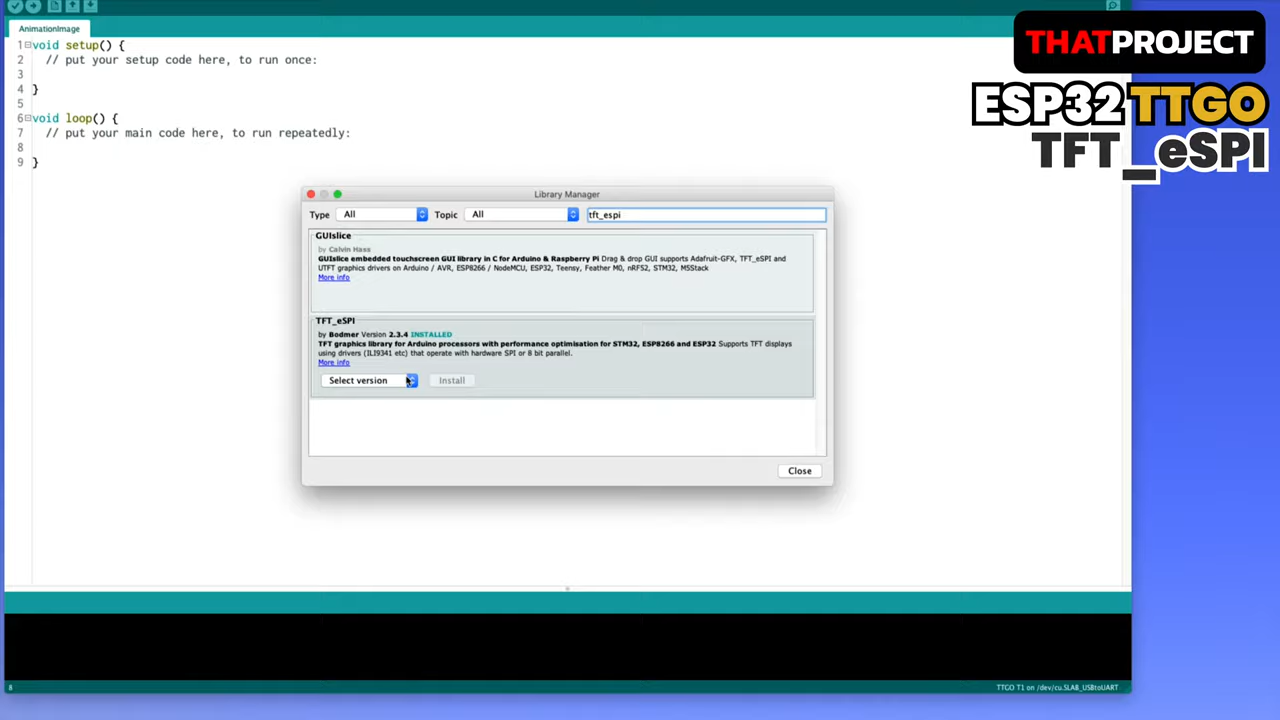 THATPROJECT
ESP32 TTGO
TFT_eSPI
AnimationImage
1 void setup() {
2 // put your setup code here, to run once:
3
4 }
5
6 void loop() {
7 // put your main code here, to run repeatedly:
8
9 }
Library Manager
Type All Topic All tft_espi
GUIslice
by Calvin Hass
GUIslice embedded touchscreen GUI library in C for Arduino & Raspberry Pi Drag & drop GUI supports Adafruit-GFX, TFT_eSPI and
UTFT graphics drivers on Arduino / AVR, ESP8266 / NodeMCU, ESP32, Teensy, Feather M0, nRF52, STM32, M5Stack
More info
TFT_eSPI
by Bodmer Version 2.3.4 INSTALLED
TFT graphics library for Arduino processors with performance optimisation for STM32, ESP8266 and ESP32 Supports TFT displays
using drivers (ILI9341 etc) that operate with hardware SPI or 8 bit parallel.
More info
Select version Install
Close
8 TTGO T1 on /dev/cu.SLAB_USBtoUART